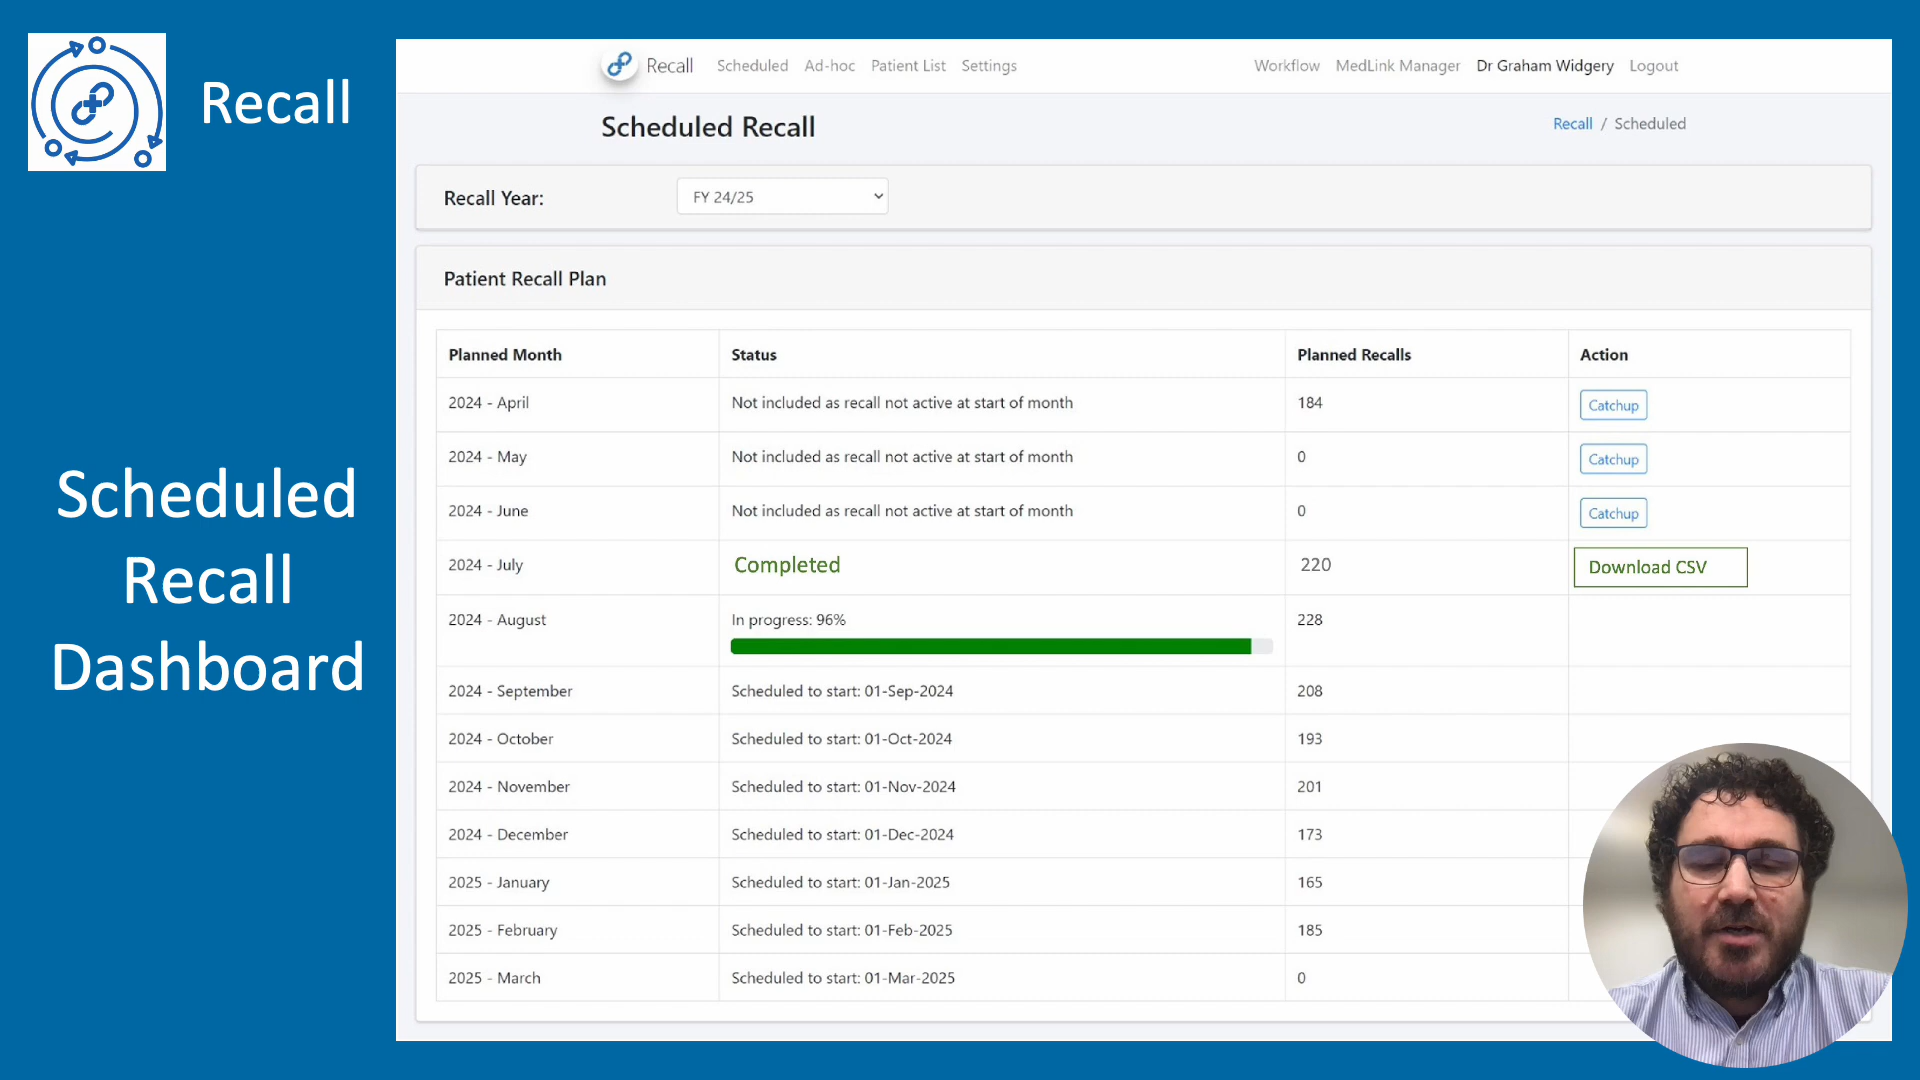 Recall
Scheduled
Recall
Dashboard
Recall Scheduled Ad-hoc Patient List Settings Workflow MedLink Manager Dr Graham Widgery Logout
Scheduled Recall Recall / Scheduled
Recall Year: FY 24/25
Patient Recall Plan
Planned Month Status Planned Recalls Action
2024 - April Not included as recall not active at start of month 184 Catchup
2024 - May Not included as recall not active at start of month 0 Catchup
2024 - June Not included as recall not active at start of month 0 Catchup
2024 - July Completed 220 Download CSV
2024 - August In progress: 96% 228
2024 - September Scheduled to start: 01-Sep-2024 208
2024 - October Scheduled to start: 01-Oct-2024 193
2024 - November Scheduled to start: 01-Nov-2024 201
2024 - December Scheduled to start: 01-Dec-2024 173
2025 - January Scheduled to start: 01-Jan-2025 165
2025 - February Scheduled to start: 01-Feb-2025 185
2025 - March Scheduled to start: 01-Mar-2025 0